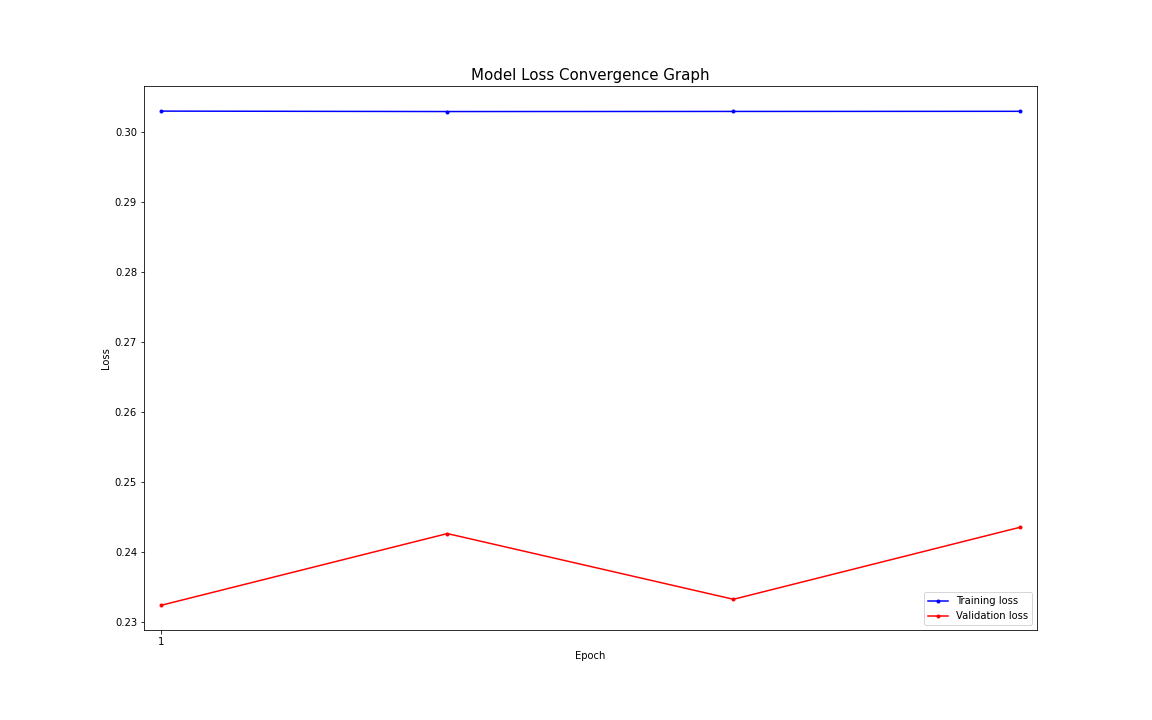 Model Loss Convergence Graph
0.30
0.29
0.28
0.27
0.26
0.25
0.24
0.23
Loss
1
Epoch
Training loss
Validation loss